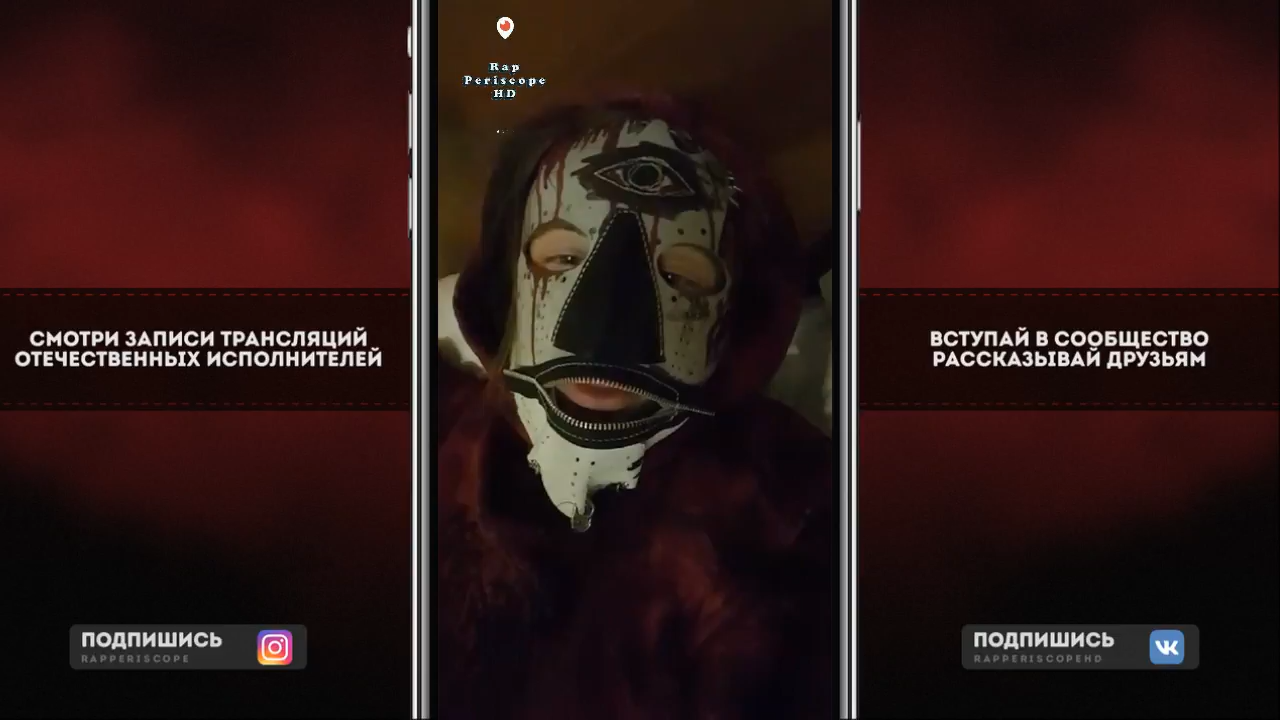 Rap
Periscope
HD
СМОТРИ ЗАПИСИ ТРАНСЛЯЦИЙ
ОТЕЧЕСТВЕННЫХ ИСПОЛНИТЕЛЕЙ
ВСТУПАЙ В СООБЩЕСТВО
РАССКАЗЫВАЙ ДРУЗЬЯМ
ПОДПИШИСЬ
RAPPERISCOPE
ПОДПИШИСЬ
RAPPERISCOPEHD